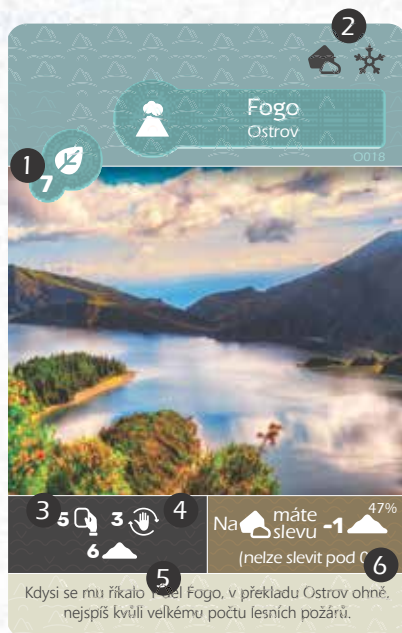 2
Fogo
Ostrov
O018
1
7
3 5 3 4
6
Na máte slevu -1 47%
(nelze slevit pod
6
5
Kdysi se mu říkalo del Fogo, v překladu Ostrov ohně,
nejspíš kvůli velkému počtu lesních požárů.